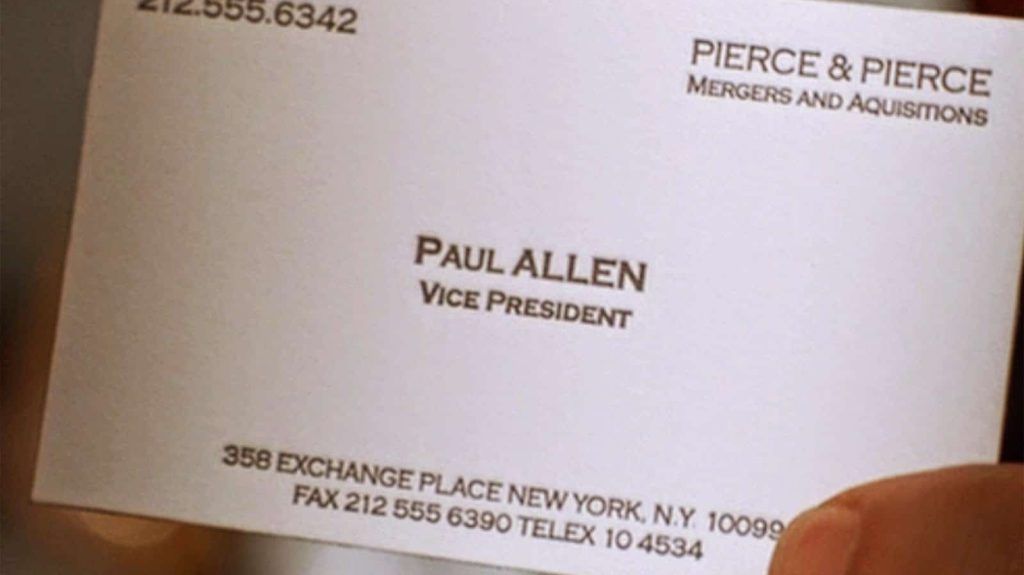 212.555.6342
PIERCE & PIERCE
MERGERS AND AQUISITIONS
PAUL ALLEN
VICE PRESIDENT
358 EXCHANGE PLACE NEW YORK, N.Y. 10099
FAX 212 555 6390 TELEX 10 4534